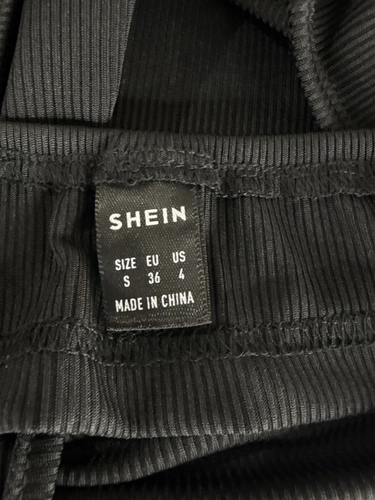 SHEIN
SIZE EU US
S 36 4
MADE IN CHINA